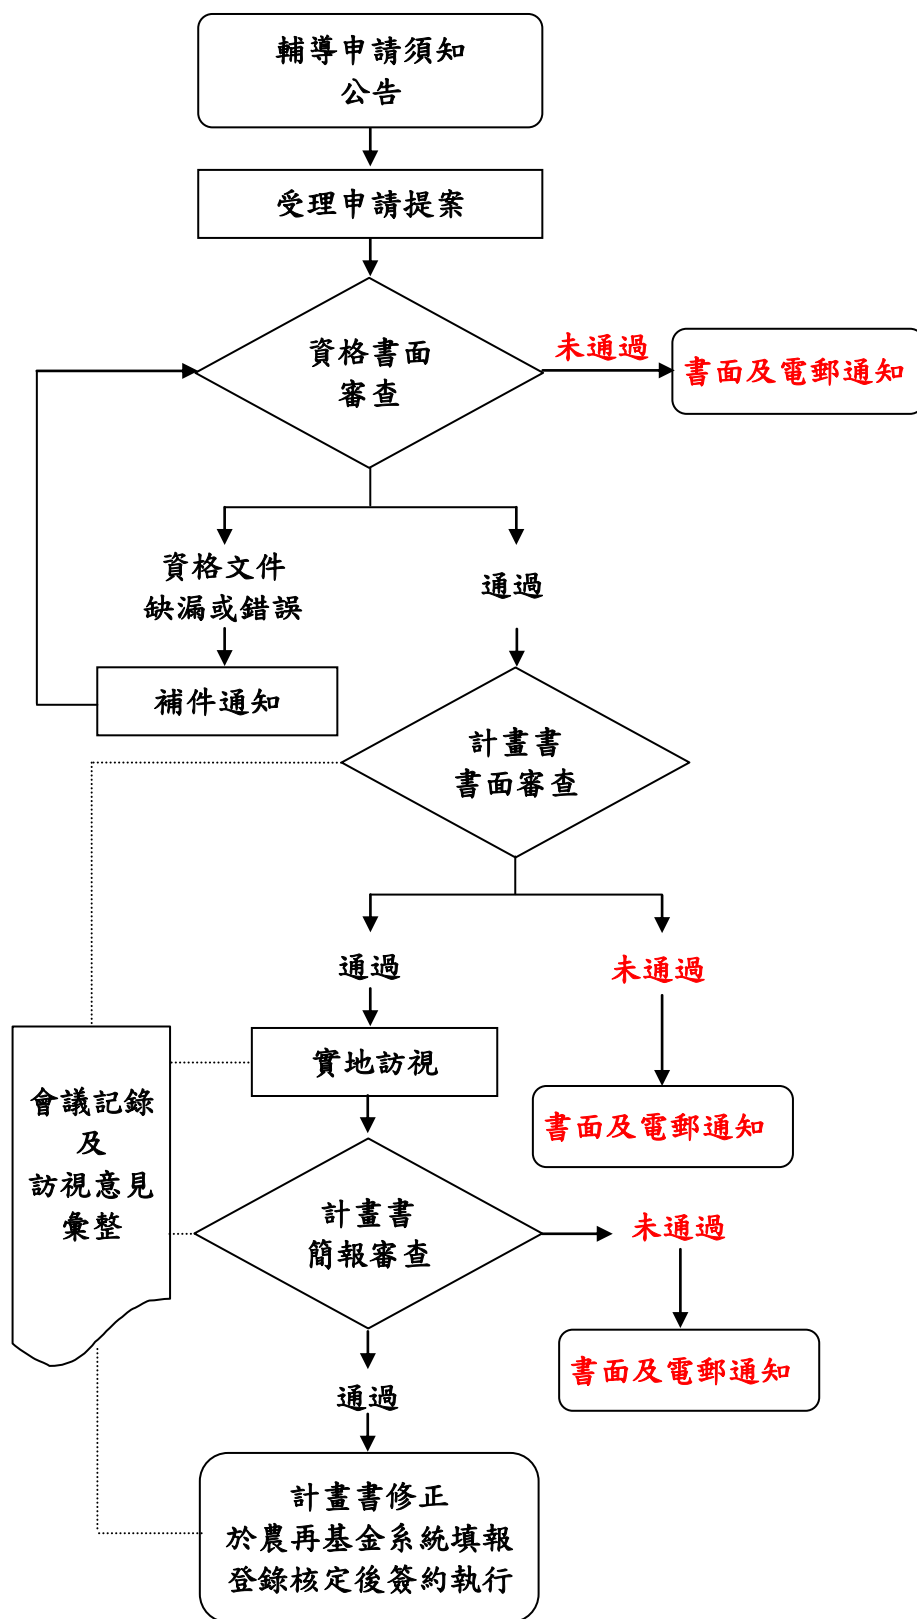 輔導申請須知
公告
受理申請提案
資格書面
審查
未通過
書面及電郵通知
資格文件
缺漏或錯誤
通過
補件通知
計畫書
書面審查
通過
未通過
實地訪視
書面及電郵通知
會議記錄
及
訪視意見
彙整
計畫書
簡報審查
未通過
書面及電郵通知
通過
計畫書修正
於農再基金系統填報
登錄核定後簽約執行